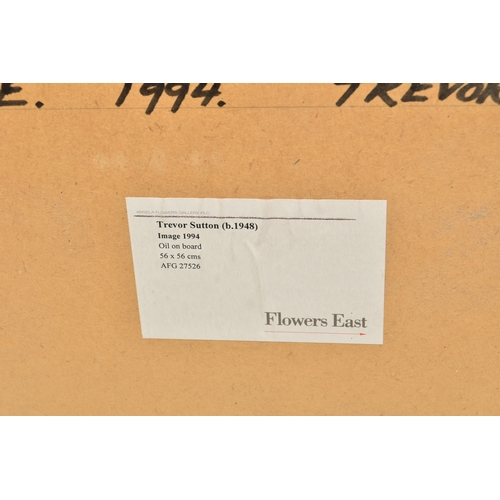 E. 1994. TREVOR
Trevor Sutton (b.1948)
Image 1994
Oil on board
56 x 56 cms
AFG 27526
Flowers East